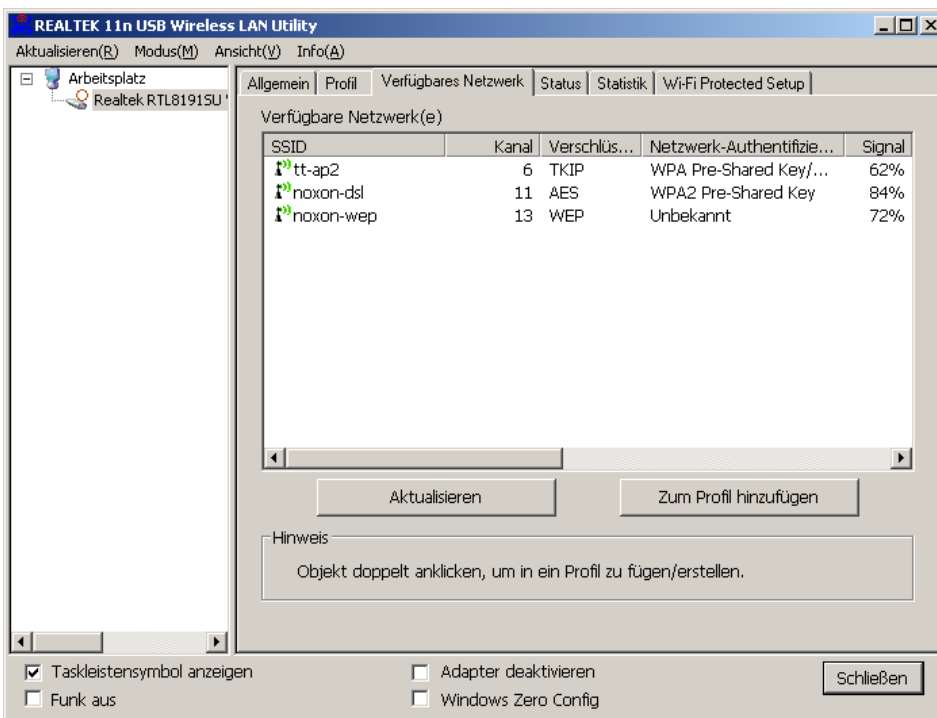 REALTEK 11n USB Wireless LAN Utility
Aktualisieren(R) Modus(M) Ansicht(V) Info(A)
Arbeitsplatz
Realtek RTL8191SU
Allgemein Profil Verfügbares Netzwerk Status Statistik Wi-Fi Protected Setup
Verfügbare Netzwerk(e)
SSID Kanal Verschlüs... Netzwerk-Authentifizie... Signal
tt-ap2 6 TKIP WPA Pre-Shared Key/... 62%
noxon-dsl 11 AES WPA2 Pre-Shared Key 84%
noxon-wep 13 WEP Unbekannt 72%
Aktualisieren Zum Profil hinzufügen
Hinweis
Objekt doppelt anklicken, um in ein Profil zu fügen/erstellen.
Taskleistensymbol anzeigen Adapter deaktivieren Schließen
Funk aus Windows Zero Config